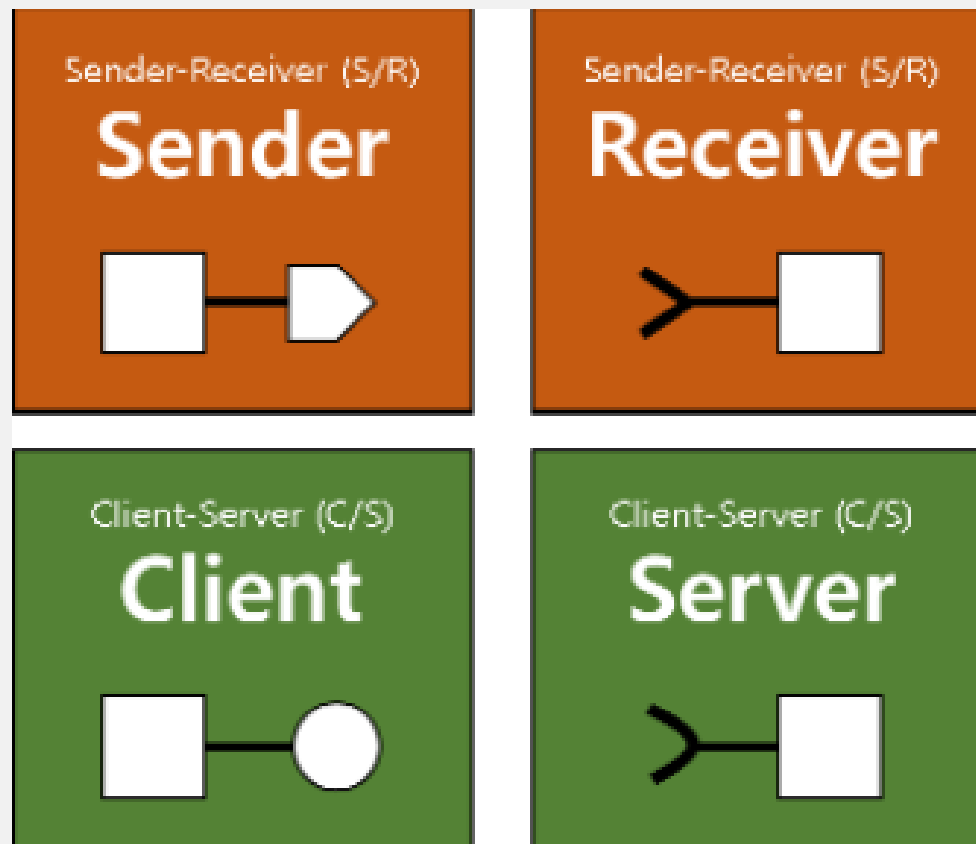 Sender-Receiver (S/R)
Sender
Sender-Receiver (S/R)
Receiver
Client-Server (C/S)
Client
Client-Server (C/S)
Server